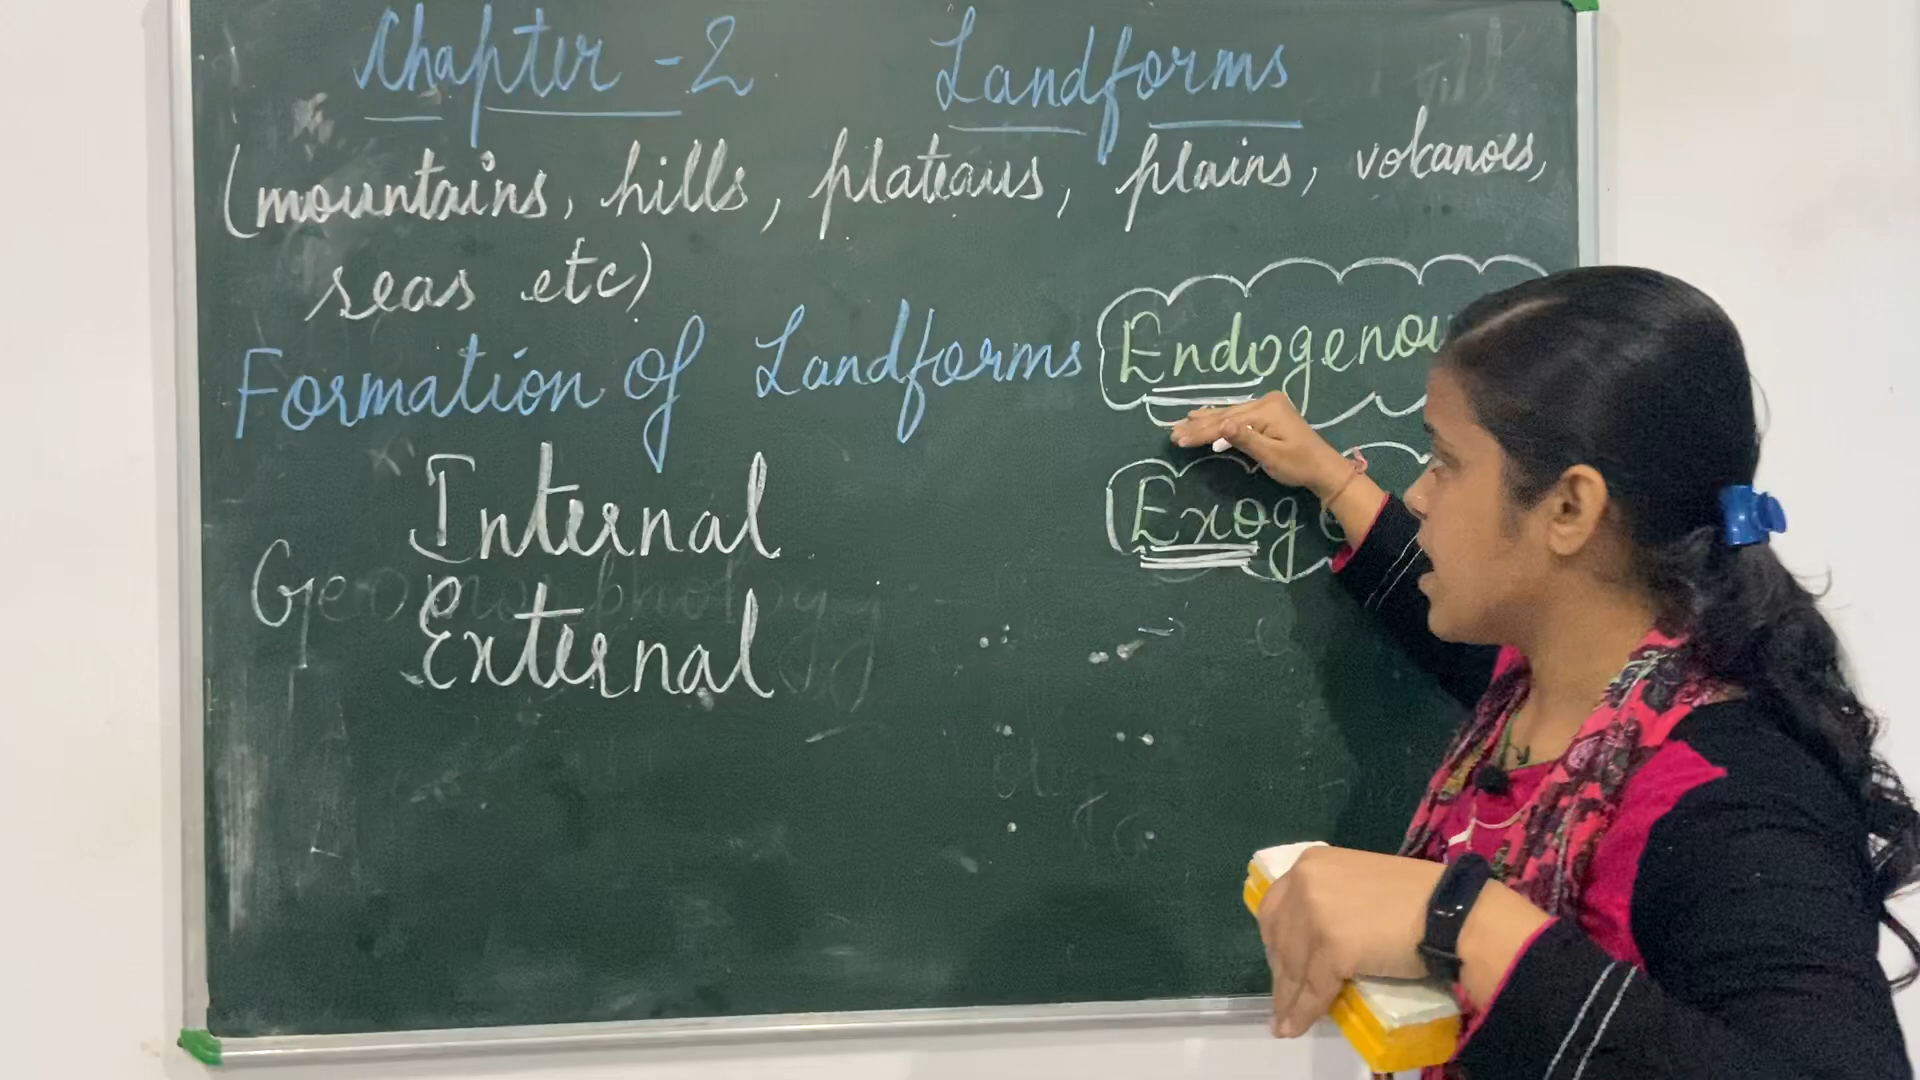 Chapter - 2 Landforms
(mountains, hills, plateaus, plains, volcanoes,
seas etc)
Formation of Landforms Endogenou
Internal Exog
Geomorphology
External